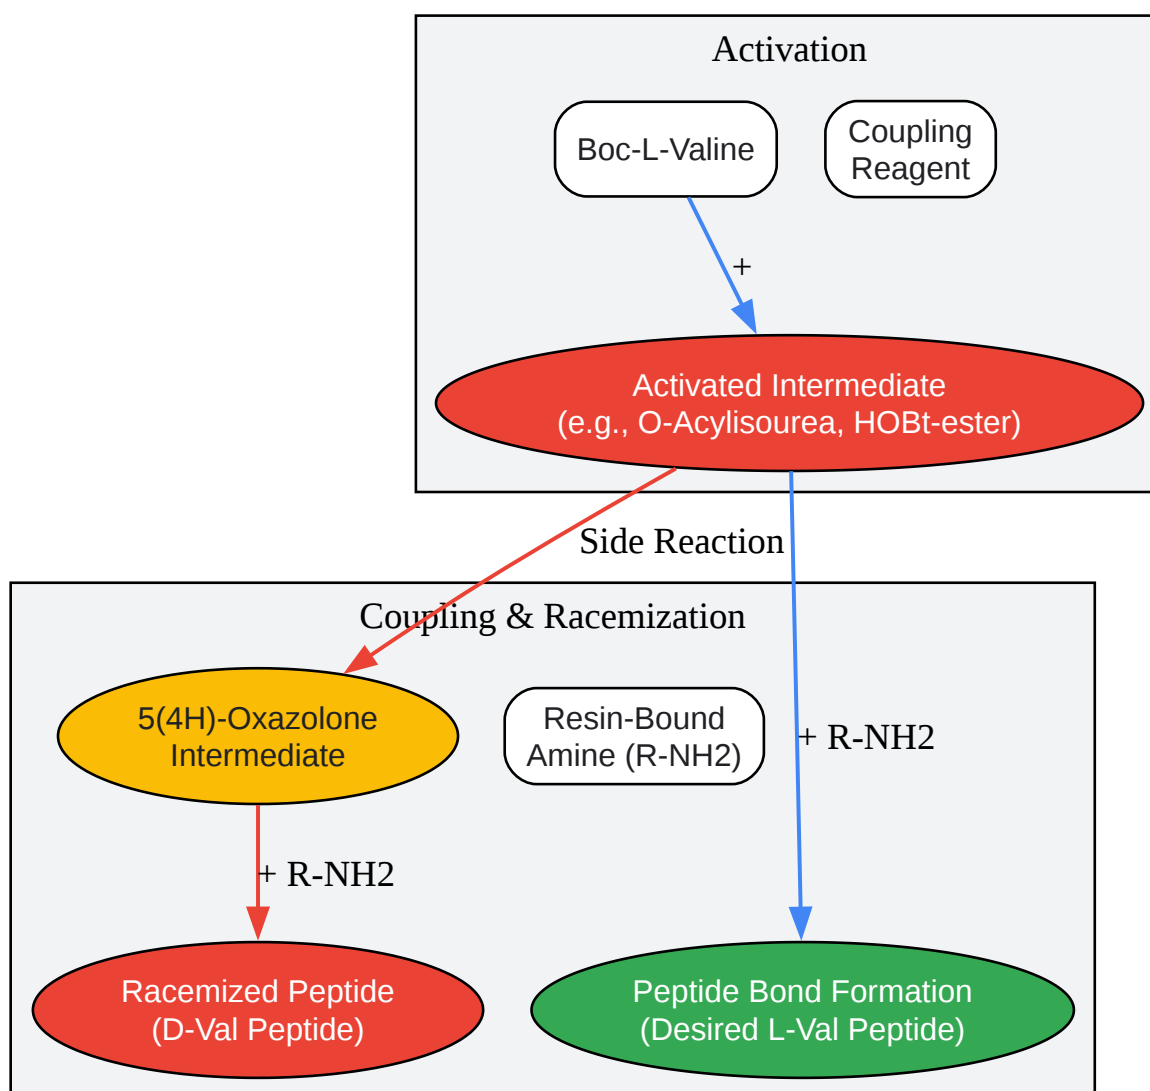 Activation
Boc-L-Valine
Coupling
Reagent
+
Activated Intermediate
(e.g., O-Acylisourea, HOBt-ester)
Side Reaction
Coupling & Racemization
5(4H)-Oxazolone
Intermediate
Resin-Bound
Amine (R-NH2)
+ R-NH2
+ R-NH2
Racemized Peptide
(D-Val Peptide)
Peptide Bond Formation
(Desired L-Val Peptide)